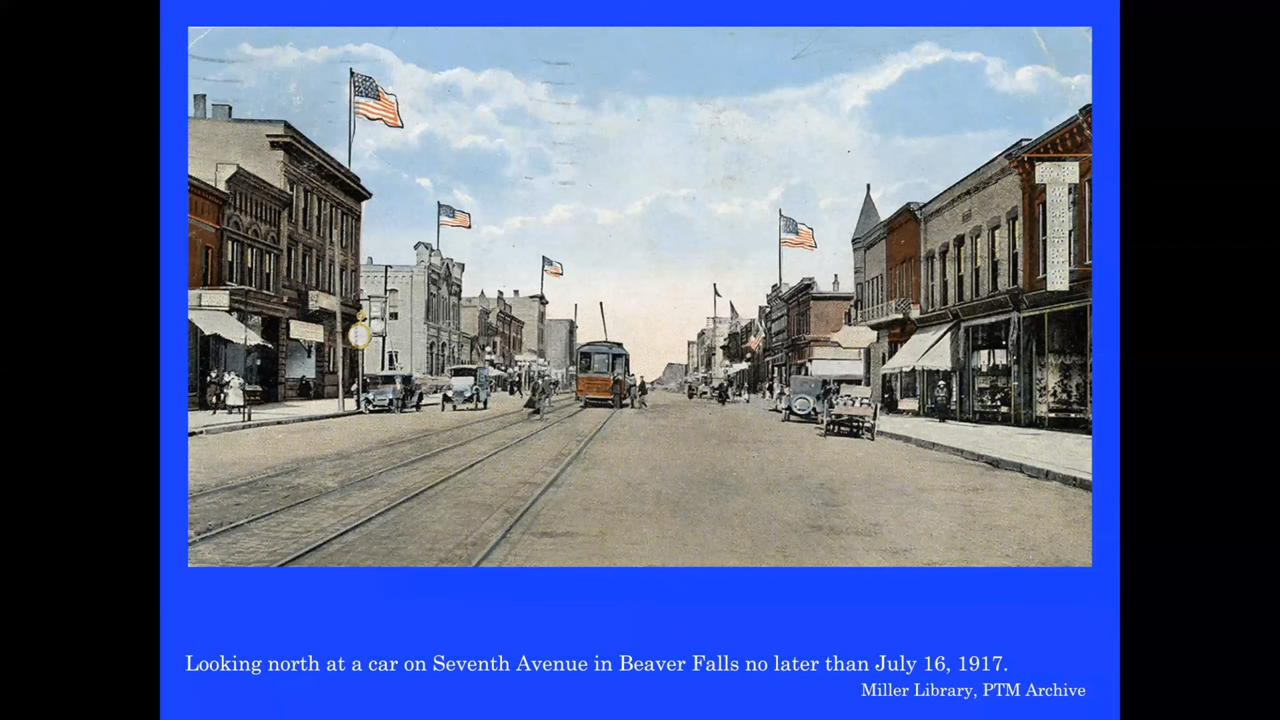 Looking north at a car on Seventh Avenue in Beaver Falls no later than July 16, 1917.
Miller Library, PTM Archive